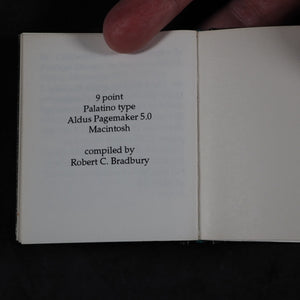 9 point
Palatino type
Aldus Pagemaker 5.0
Macintosh
compiled by
Robert C. Bradbury